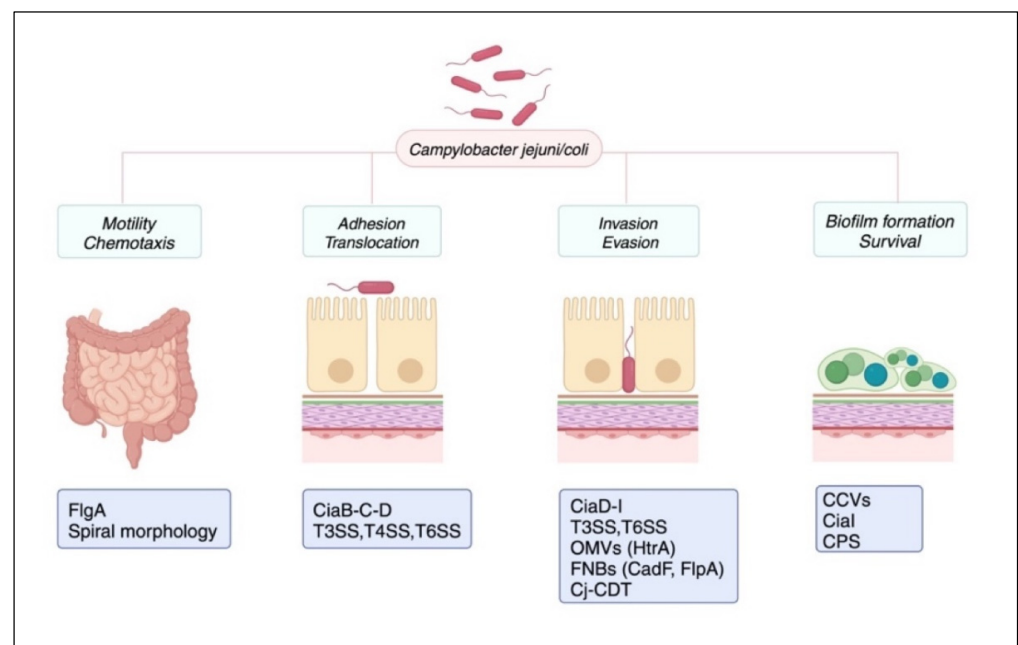 Campylobacter jejuni/coli
Motility
Chemotaxis
Adhesion
Translocation
Invasion
Evasion
Biofilm formation
Survival
FlgA
Spiral morphology
CiaB-C-D
T3SS,T4SS,T6SS
CiaD-I
T3SS,T6SS
OMVs (HtrA)
FNBs (CadF, FlpA)
Cj-CDT
CCVs
CiaI
CPS